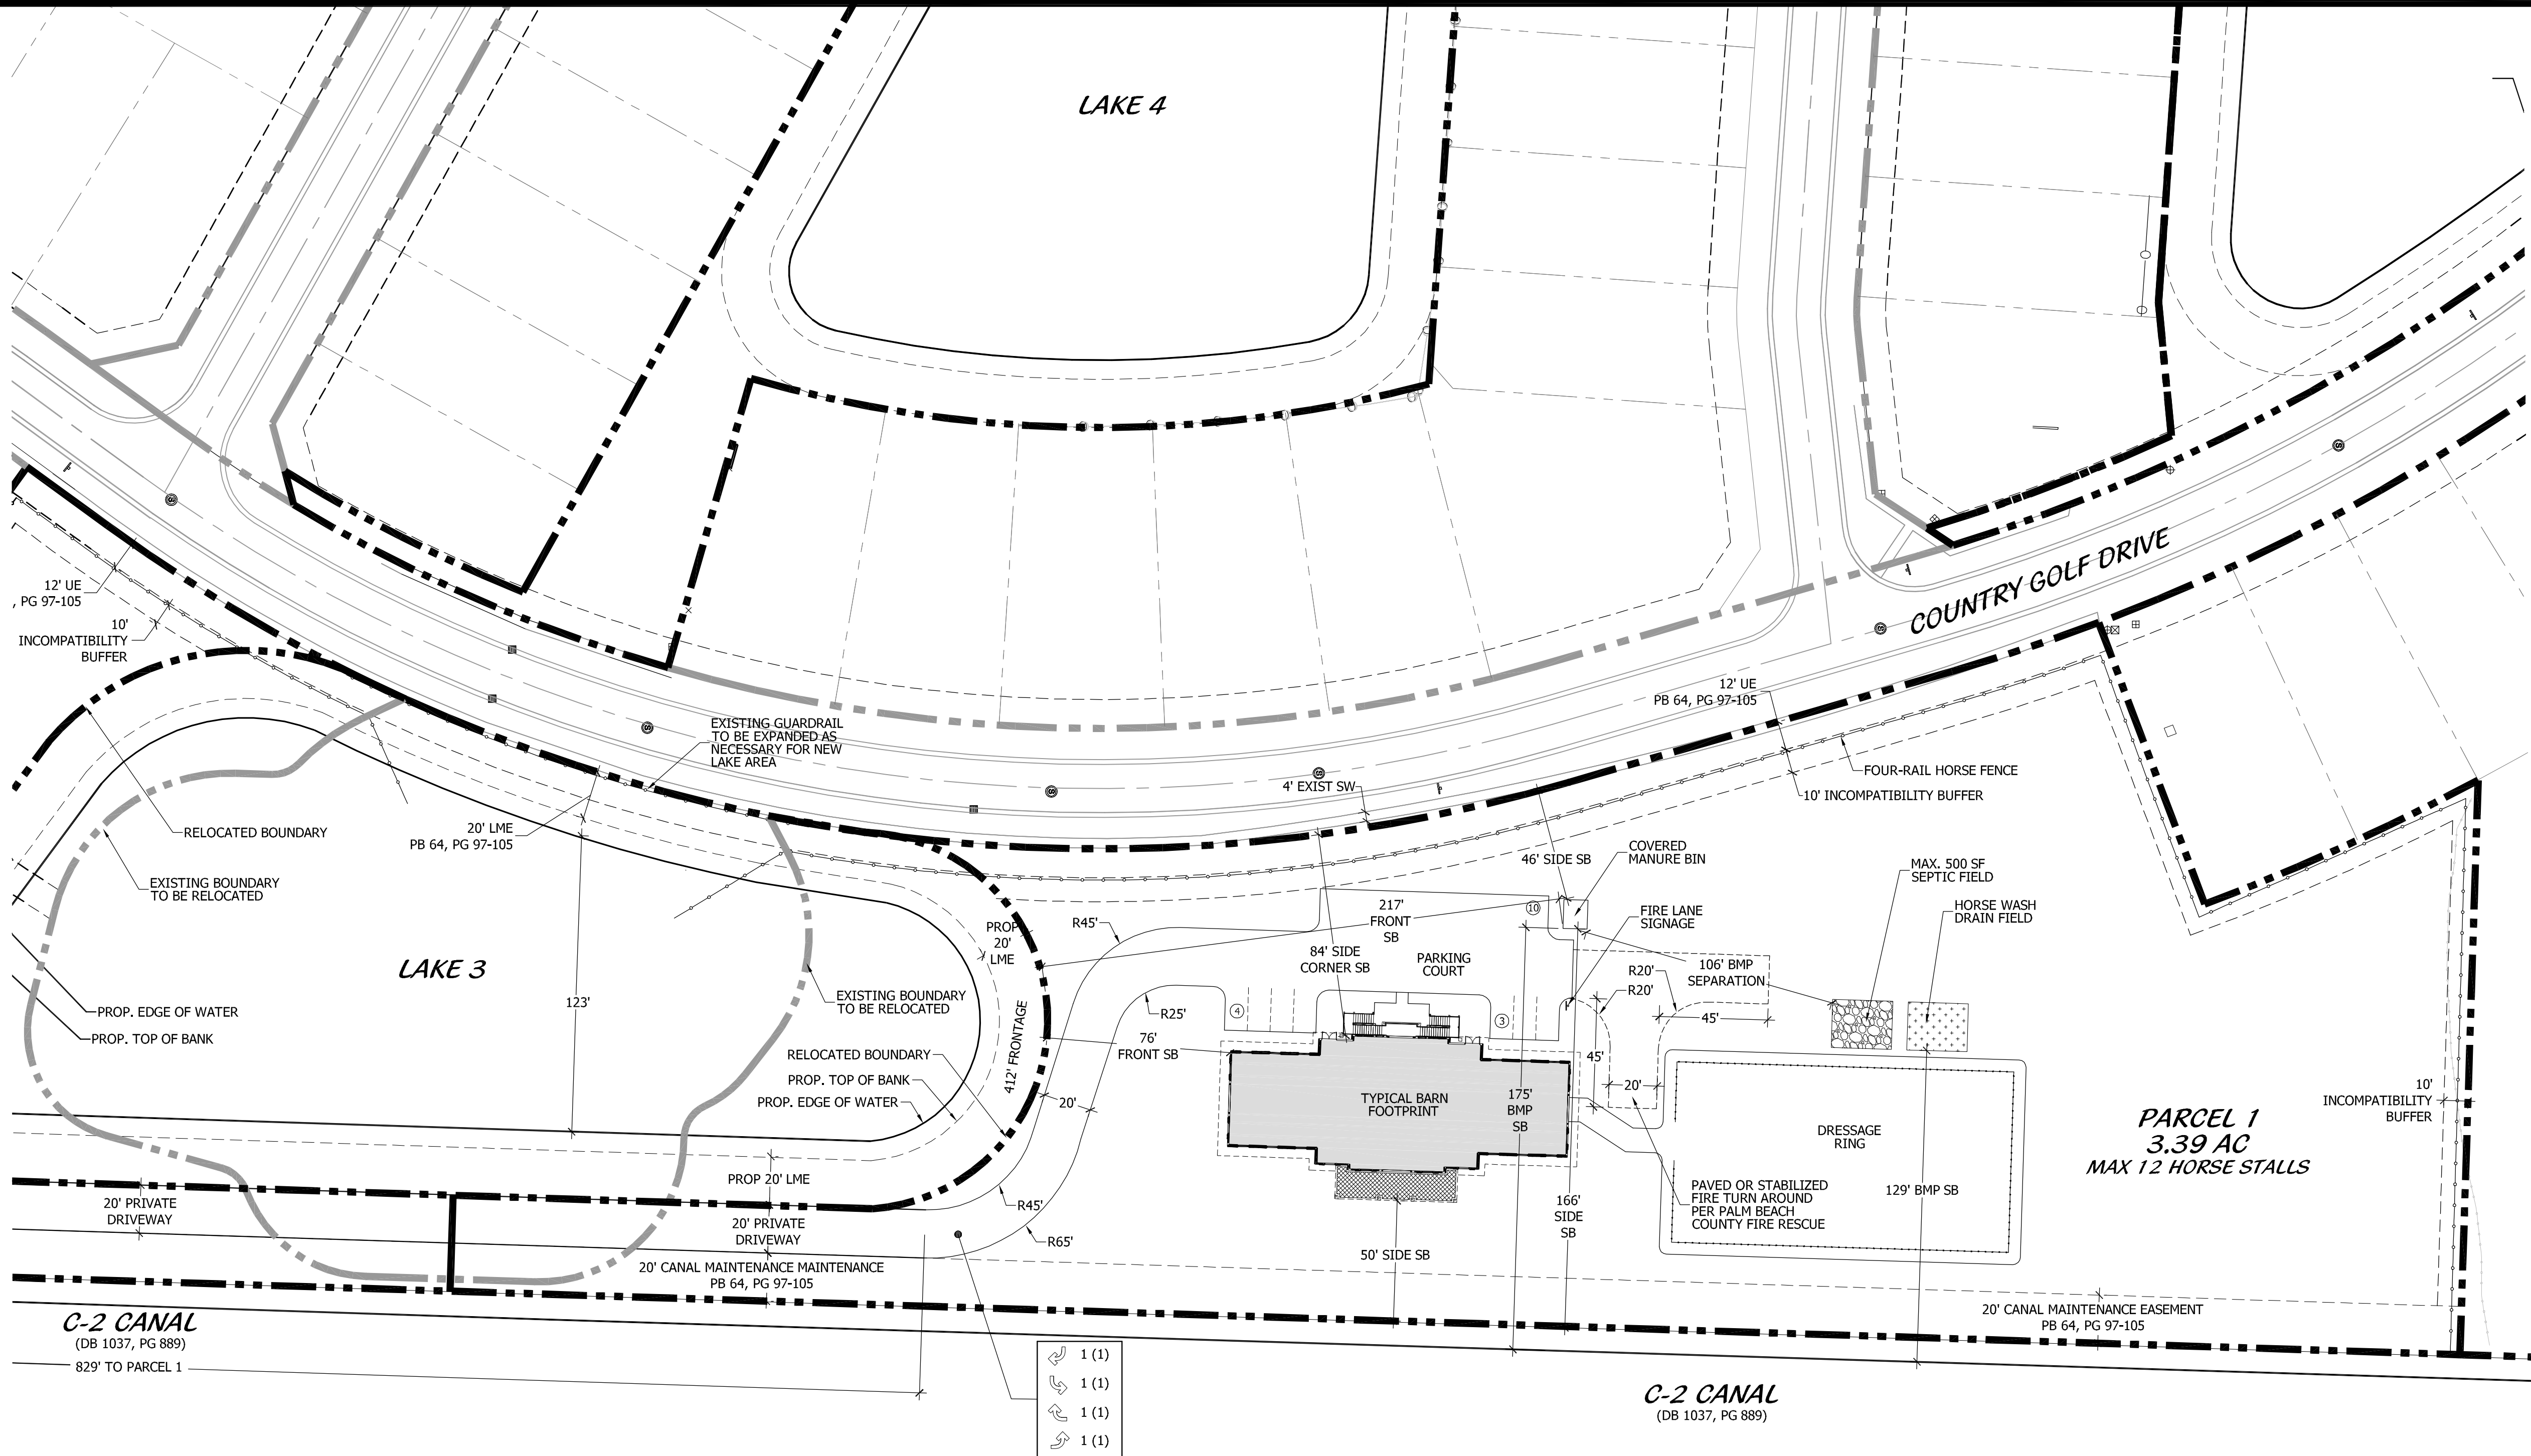 LAKE 4
COUNTRY GOLF DRIVE
12' UE
, PG 97-105
10'
INCOMPATIBILITY
BUFFER
12' UE
PB 64, PG 97-105
EXISTING GUARDRAIL
TO BE EXPANDED AS
NECESSARY FOR NEW
LAKE AREA
4' EXIST SW
FOUR-RAIL HORSE FENCE
10' INCOMPATIBILITY BUFFER
RELOCATED BOUNDARY
20' LME
PB 64, PG 97-105
EXISTING BOUNDARY
TO BE RELOCATED
46' SIDE SB
COVERED
MANURE BIN
MAX. 500 SF
SEPTIC FIELD
HORSE WASH
DRAIN FIELD
217'
FRONT
SB
10
FIRE LANE
SIGNAGE
R45'
PROP
20'
LME
84' SIDE
CORNER SB
PARKING
COURT
106' BMP
SEPARATION
R20'
R20'
45'
LAKE 3
123'
EXISTING BOUNDARY
TO BE RELOCATED
PROP. EDGE OF WATER
PROP. TOP OF BANK
R25'
4
3
76'
FRONT SB
412' FRONTAGE
RELOCATED BOUNDARY
PROP. TOP OF BANK
PROP. EDGE OF WATER
20'
45'
20'
TYPICAL BARN
FOOTPRINT
175'
BMP
SB
DRESSAGE
RING
PARCEL 1
3.39 AC
MAX 12 HORSE STALLS
10'
INCOMPATIBILITY
BUFFER
PROP 20' LME
R45'
20' PRIVATE
DRIVEWAY
20' PRIVATE
DRIVEWAY
R65'
166'
SIDE
SB
PAVED OR STABILIZED
FIRE TURN AROUND
PER PALM BEACH
COUNTY FIRE RESCUE
129' BMP SB
50' SIDE SB
20' CANAL MAINTENANCE MAINTENANCE
PB 64, PG 97-105
20' CANAL MAINTENANCE EASEMENT
PB 64, PG 97-105
C-2 CANAL
(DB 1037, PG 889)
829' TO PARCEL 1
1 (1)
1 (1)
1 (1)
1 (1)
C-2 CANAL
(DB 1037, PG 889)